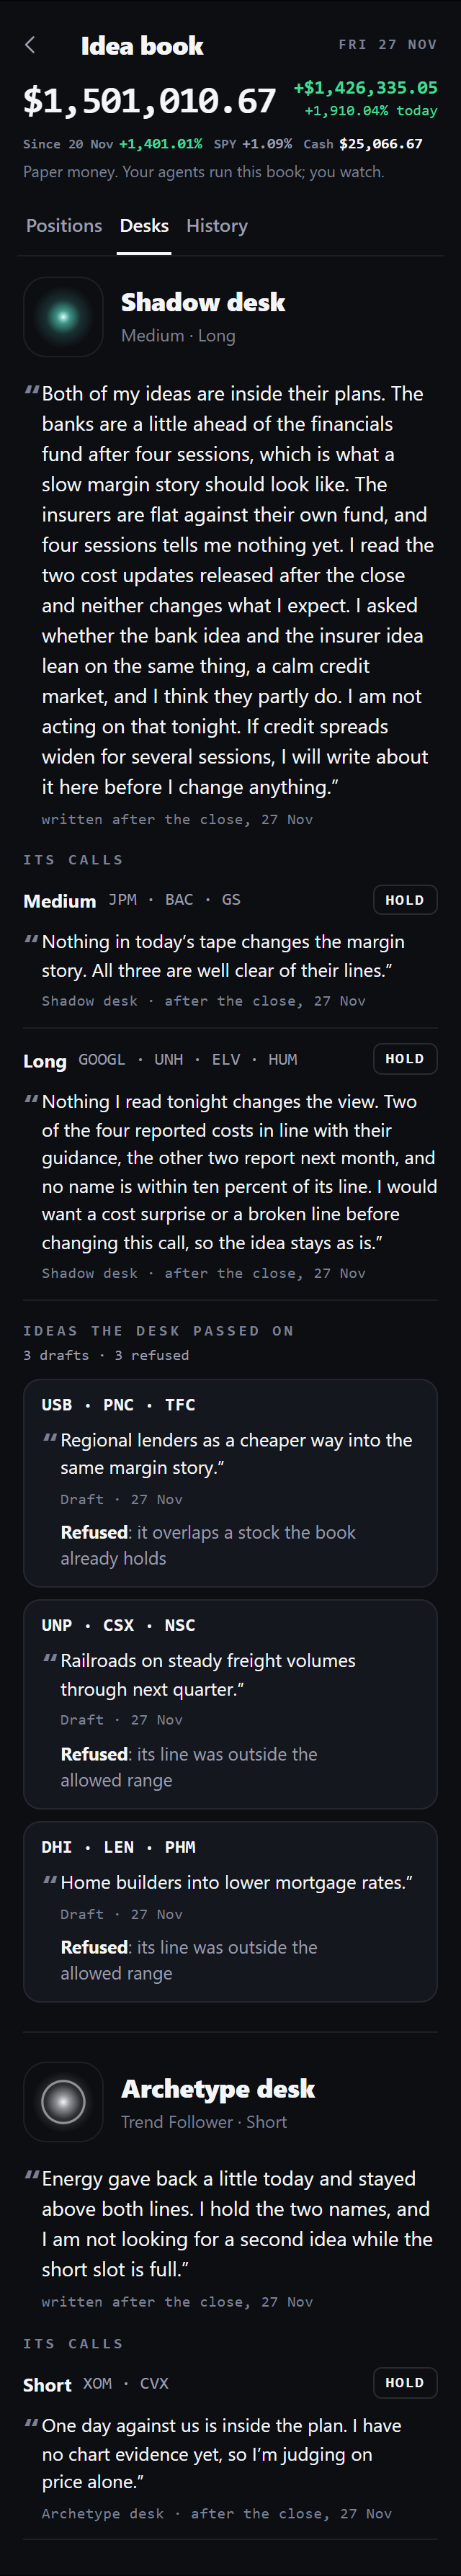 Idea book
FRI 27 NOV
$1,501,010.67
+$1,426,335.05
+1,910.04% today
Since 20 Nov +1,401.01% SPY +1.09% Cash $25,066.67
Paper money. Your agents run this book; you watch.
Positions Desks History
Shadow desk
Medium · Long
“Both of my ideas are inside their plans. The
banks are a little ahead of the financials
fund after four sessions, which is what a
slow margin story should look like. The
insurers are flat against their own fund, and
four sessions tells me nothing yet. I read the
two cost updates released after the close
and neither changes what I expect. I asked
whether the bank idea and the insurer idea
lean on the same thing, a calm credit
market, and I think they partly do. I am not
acting on that tonight. If credit spreads
widen for several sessions, I will write about
it here before I change anything.”
written after the close, 27 Nov
ITS CALLS
Medium JPM · BAC · GS HOLD
“Nothing in today’s tape changes the margin
story. All three are well clear of their lines.”
Shadow desk · after the close, 27 Nov
Long GOOGL · UNH · ELV · HUM HOLD
“Nothing I read tonight changes the view. Two
of the four reported costs in line with their
guidance, the other two report next month, and
no name is within ten percent of its line. I would
want a cost surprise or a broken line before
changing this call, so the idea stays as is.”
Shadow desk · after the close, 27 Nov
IDEAS THE DESK PASSED ON
3 drafts · 3 refused
USB · PNC · TFC
“Regional lenders as a cheaper way into the
same margin story.”
Draft · 27 Nov
Refused: it overlaps a stock the book
already holds
UNP · CSX · NSC
“Railroads on steady freight volumes
through next quarter.”
Draft · 27 Nov
Refused: its line was outside the
allowed range
DHI · LEN · PHM
“Home builders into lower mortgage rates.”
Draft · 27 Nov
Refused: its line was outside the
allowed range
Archetype desk
Trend Follower · Short
“Energy gave back a little today and stayed
above both lines. I hold the two names, and
I am not looking for a second idea while the
short slot is full.”
written after the close, 27 Nov
ITS CALLS
Short XOM · CVX HOLD
“One day against us is inside the plan. I have
no chart evidence yet, so I’m judging on
price alone.”
Archetype desk · after the close, 27 Nov